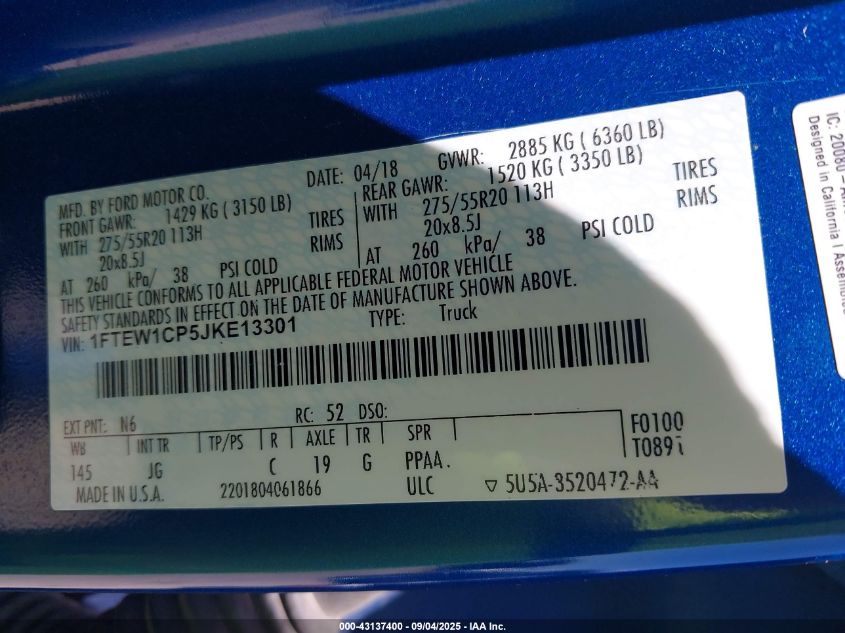 MFD. BY FORD MOTOR CO.
DATE: 04/18 GVWR: 2885 KG ( 6360 LB)
FRONT GAWR: 1429 KG ( 3150 LB)
WITH 275/55R20 113H TIRES
20x8.5J RIMS
AT 260 kPa/ 38 PSI COLD
REAR GAWR: 1520 KG ( 3350 LB)
WITH 275/55R20 113H TIRES
20x8.5J RIMS
AT 260 kPa/ 38 PSI COLD
THIS VEHICLE CONFORMS TO ALL APPLICABLE FEDERAL MOTOR VEHICLE
SAFETY STANDARDS IN EFFECT ON THE DATE OF MANUFACTURE SHOWN ABOVE.
VIN: 1FTEW1CP5JKE13301 TYPE: Truck
EXT PNT: N6 RC: 52 DSO:
WB INT TR TP/PS R AXLE TR SPR
145 JG C 19 G PPAA.
F0100
T0891
MADE IN U.S.A. 2201804061866 ULC ▽ 5U5A-3520472-AA
IC: 20080-
Designed in California | 
000-43137400 - 09/04/2025 - IAA Inc.